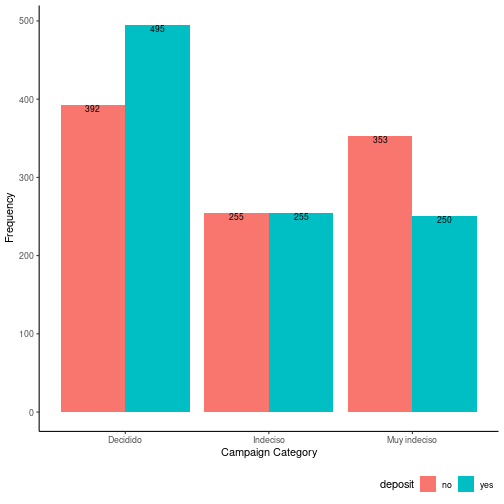 500
400
300
200
100
0
Frequency
495
392
255
255
353
250
Decidido
Indeciso
Muy indeciso
Campaign Category
deposit no yes